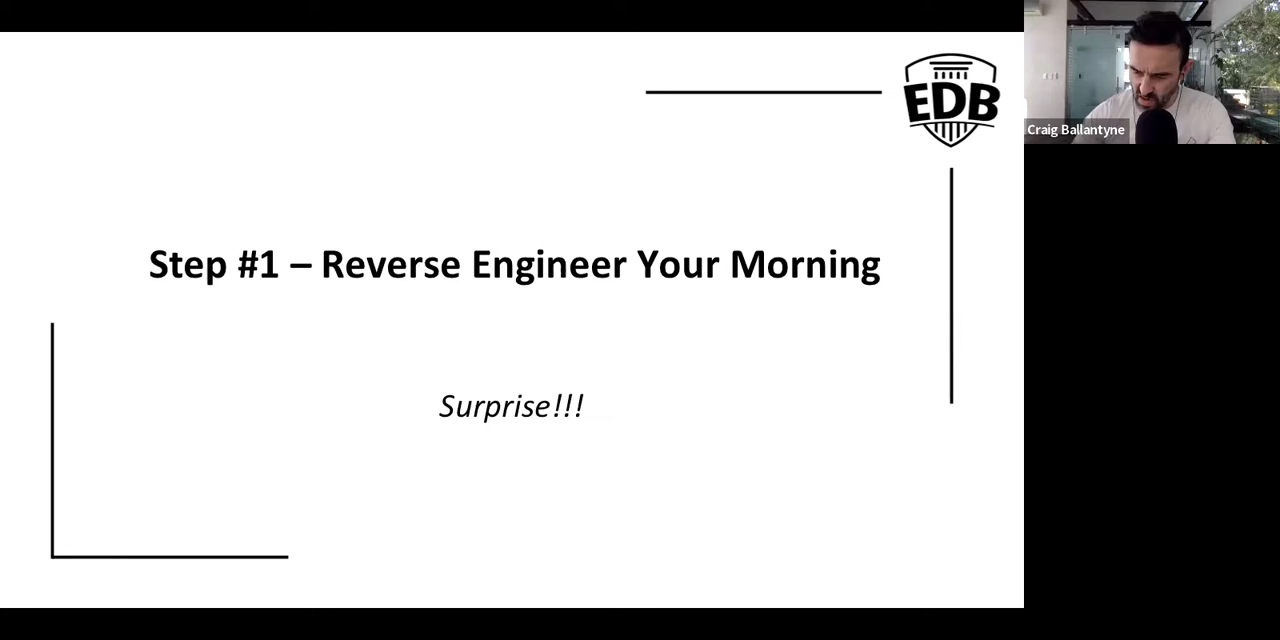 EDB
Craig Ballantyne
Step #1 – Reverse Engineer Your Morning
Surprise!!!